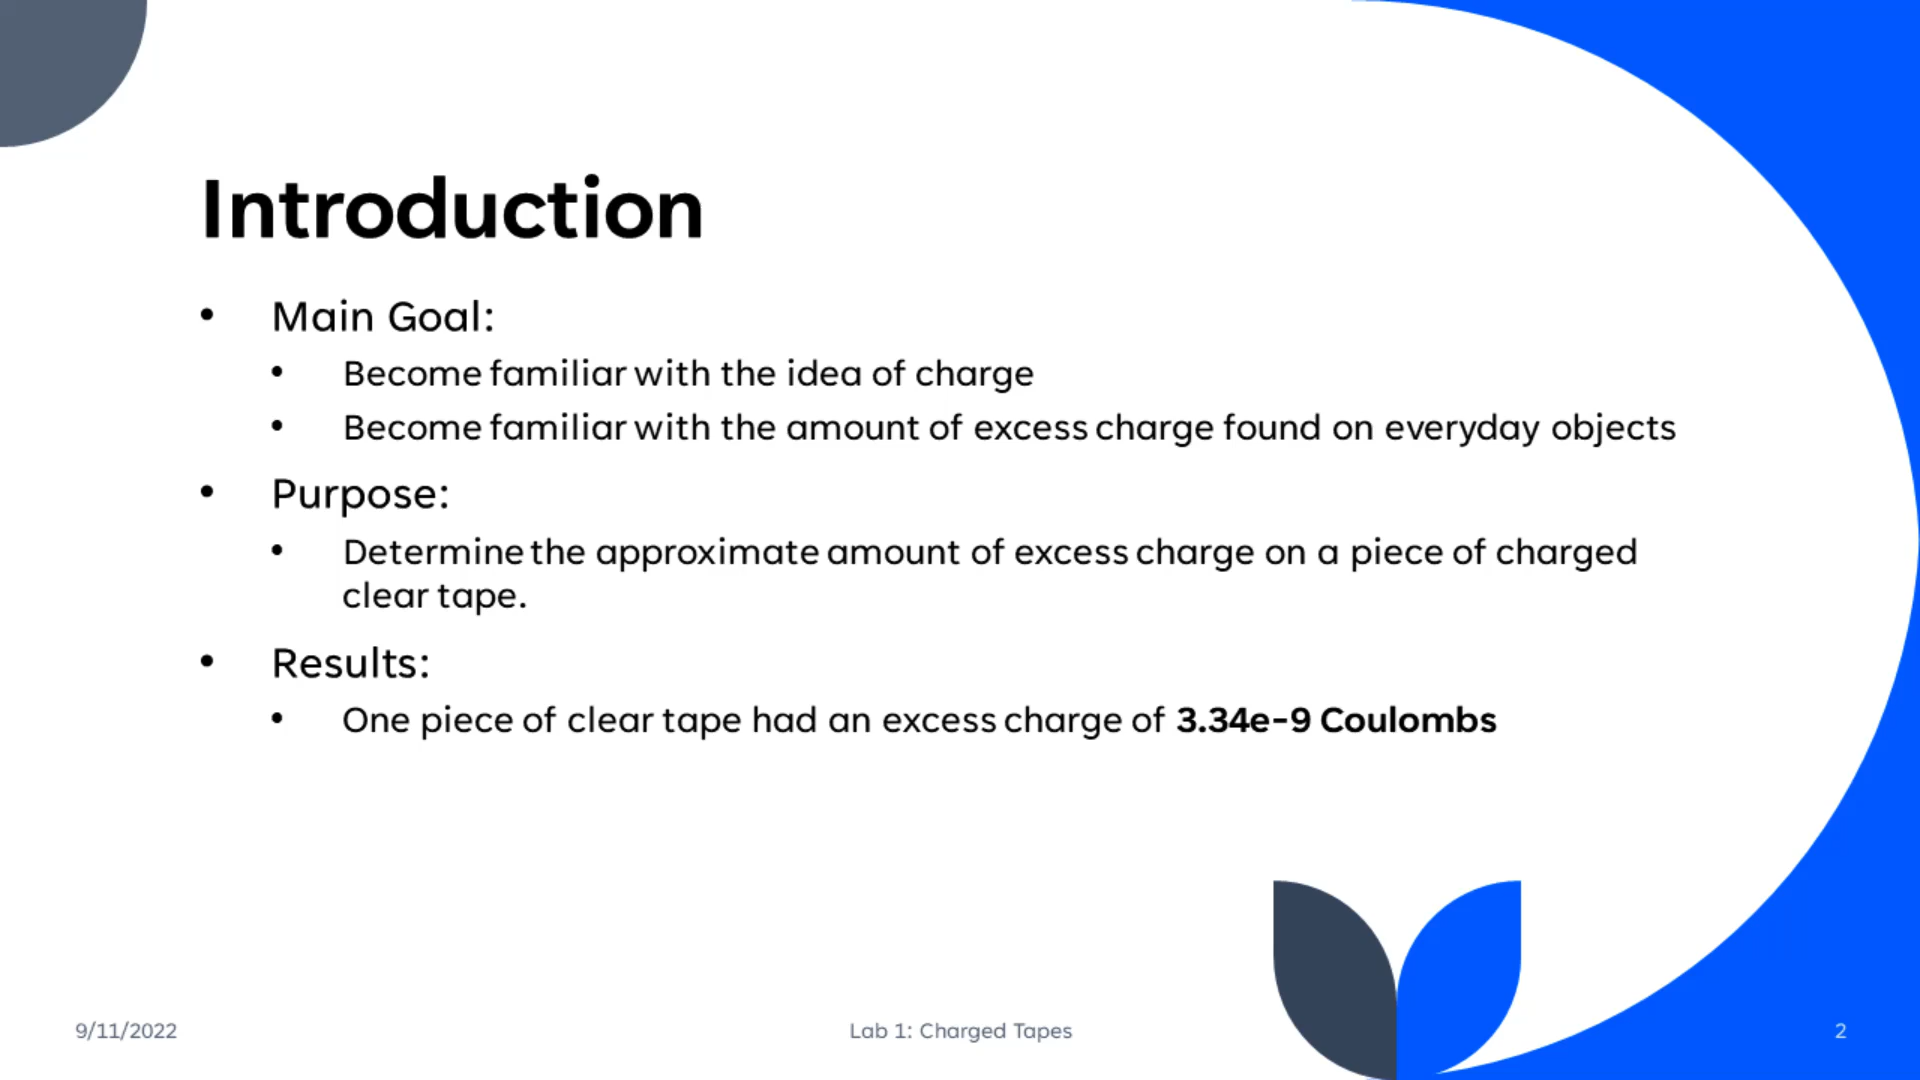 Introduction
• Main Goal:
• Become familiar with the idea of charge
• Become familiar with the amount of excess charge found on everyday objects
• Purpose:
• Determine the approximate amount of excess charge on a piece of charged
clear tape.
• Results:
• One piece of clear tape had an excess charge of 3.34e-9 Coulombs
9/11/2022
Lab 1: Charged Tapes
2